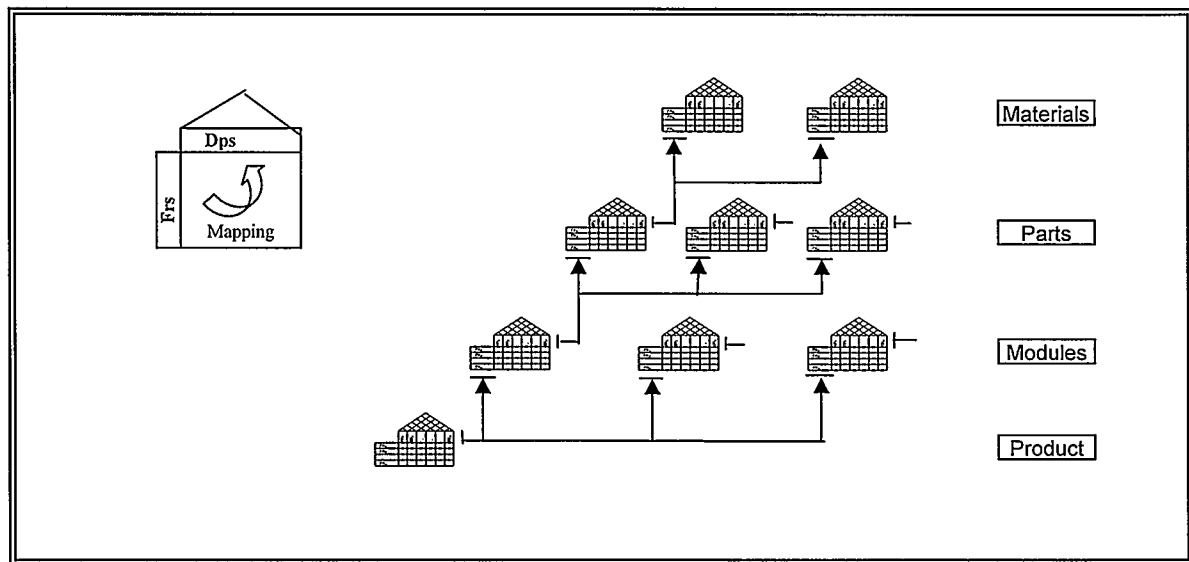 Dps
Frs
Mapping
Materials
Parts
Modules
Product